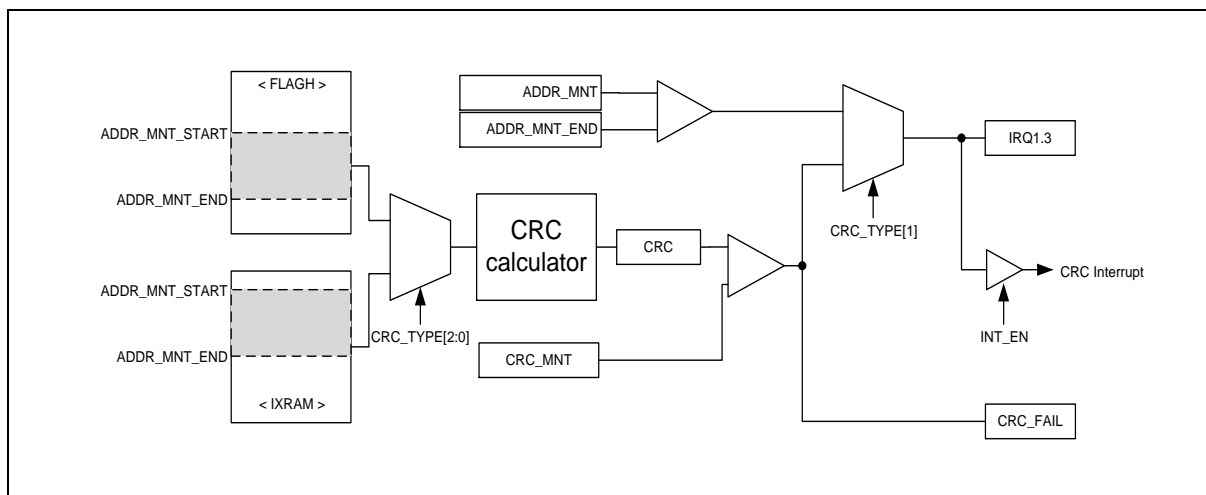 < FLAGH >
ADDR_MNT_START
ADDR_MNT_END
ADDR_MNT_START
ADDR_MNT_END
< IXRAM >
CRC_TYPE[2:0]
CRC
calculator
CRC
CRC_MNT
ADDR_MNT
ADDR_MNT_END
CRC_TYPE[1]
IRQ1.3
CRC Interrupt
INT_EN
CRC_FAIL